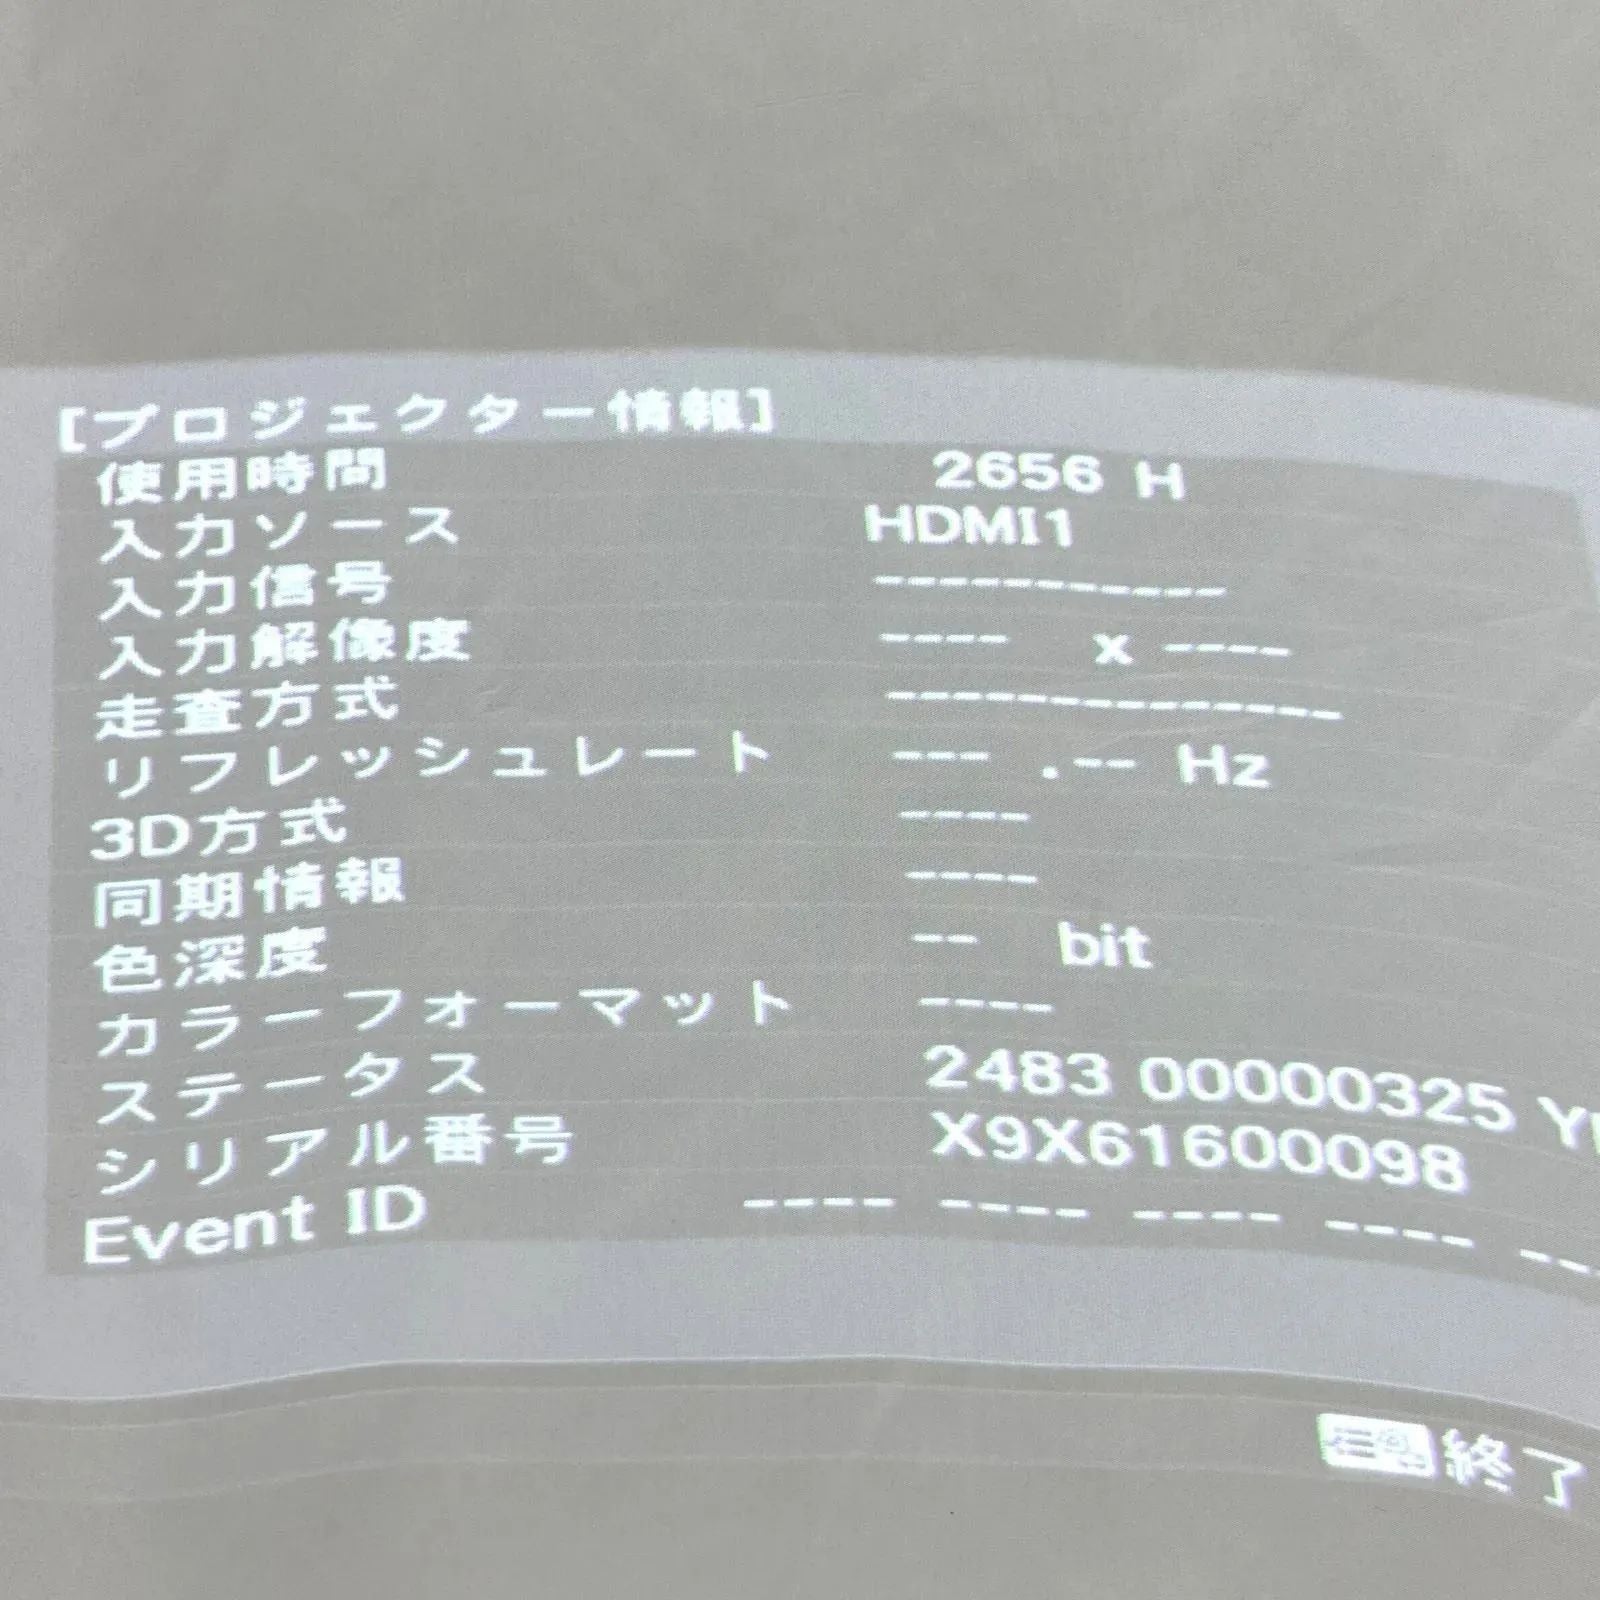 [プロジェクター情報]
使用時間 2656 H
入力ソース HDMI1
入力信号 -----------
入力解像度 ---- x ----
走査方式 --------------
リフレッシュレート --- .-- Hz
3D方式 ----
同期情報 ----
色深度 -- bit
カラーフォーマット ----
ステータス 2483 00000325
シリアル番号 X9X61600098
Event ID ---- ---- ---- ---- --
終了